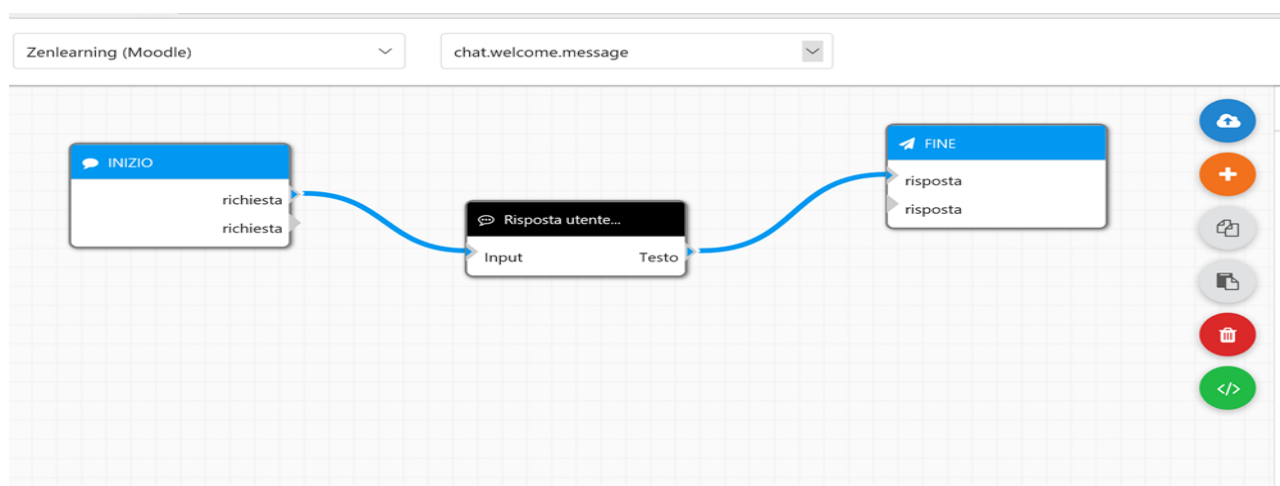 Zenlearning (Moodle)
chat.welcome.message
INIZIO
richiesta
richiesta
Risposta utente...
Input
Testo
FINE
risposta
risposta
</>